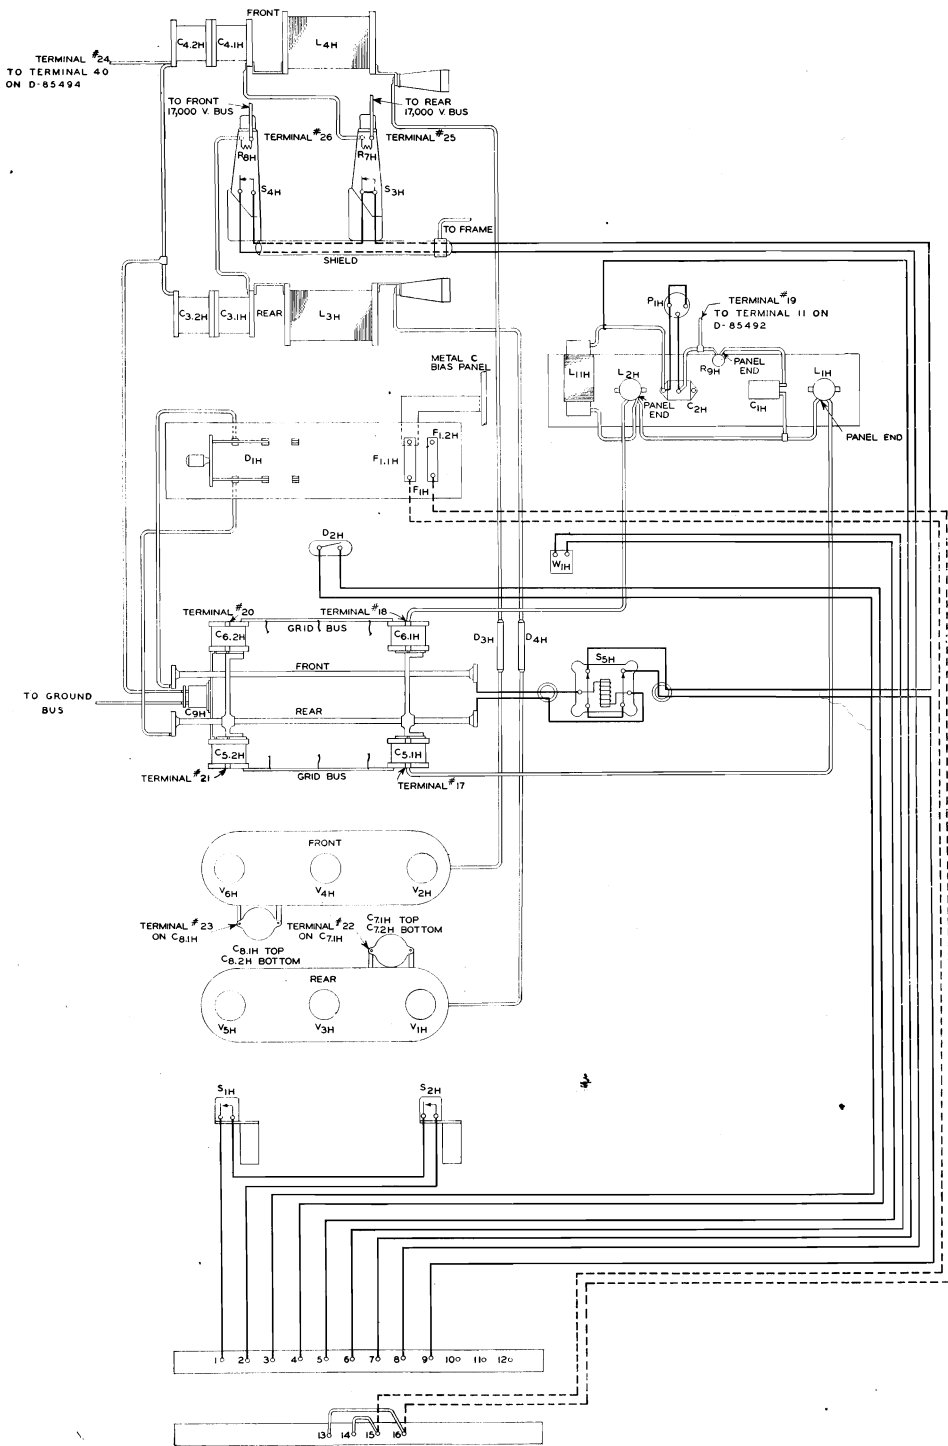 FRONT
C4.2H C4.1H L4H
TERMINAL #24
TO TERMINAL 40
ON D-85494
TO FRONT
17,000 V. BUS
TO REAR
17,000 V. BUS
TERMINAL #26
TERMINAL #25
R8H
R7H
S4H
S3H
TO FRAME
SHIELD
C3.2H C3.1H REAR L3H
P1H
TERMINAL #19
TO TERMINAL 11 ON
D-85492
METAL C
BIAS PANEL
L11H
L2H
PANEL
END
C2H
R9H
PANEL
END
C1H
L1H
PANEL END
D1H
F1.1H
F1.2H
F1H
D2H
W1H
TERMINAL #20
TERMINAL #18
C6.2H
GRID BUS
C6.1H
D3H
D4H
FRONT
S5H
TO GROUND
BUS
C9H
REAR
C5.2H
C5.1H
TERMINAL #21
GRID BUS
TERMINAL #17
FRONT
V6H V4H V2H
TERMINAL #23
ON C8.1H
TERMINAL #22
ON C7.1H
C7.1H TOP
C7.2H BOTTOM
C8.1H TOP
C8.2H BOTTOM
REAR
V5H V3H V1H
S1H
S2H
1 2 3 4 5 6 7 8 9 10 11 12
13 14 15 16